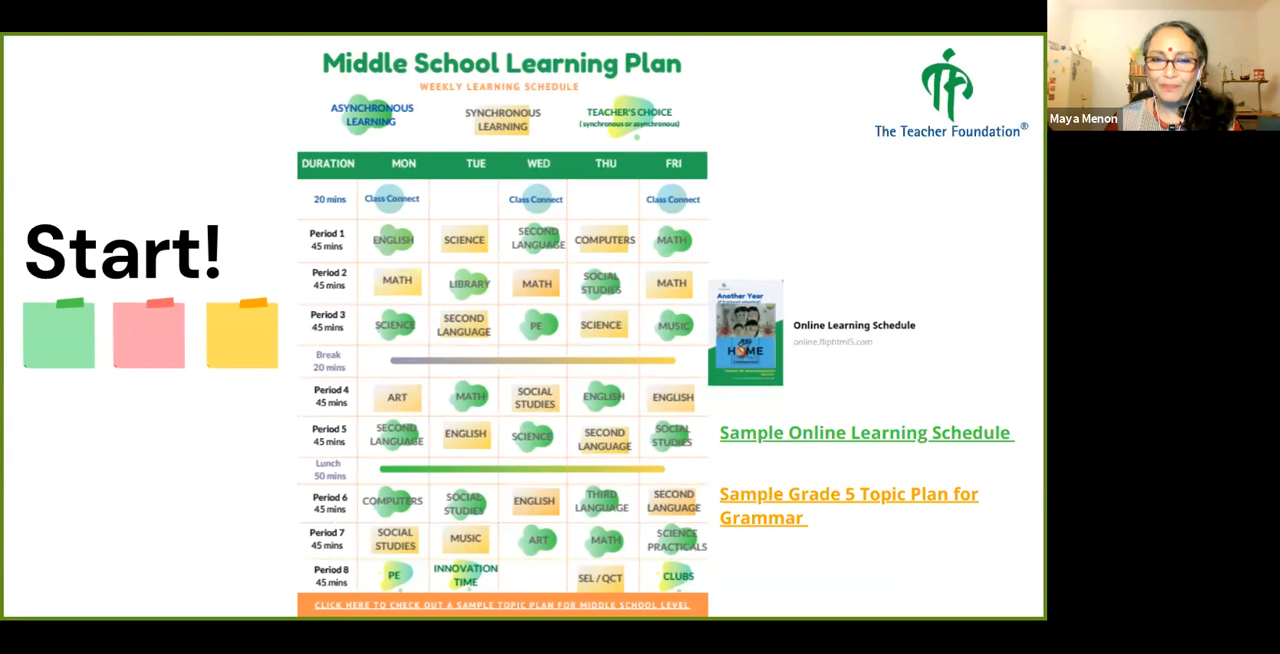 Middle School Learning Plan
WEEKLY LEARNING SCHEDULE
ASYNCHRONOUS
LEARNING
SYNCHRONOUS
LEARNING
TEACHER'S CHOICE
(synchronous or asynchronous)
The Teacher Foundation®
Maya Menon
Start!
DURATION MON TUE WED THU FRI
20 mins Class Connect Class Connect Class Connect
Period 1
45 mins
ENGLISH
SCIENCE
SECOND
LANGUAGE
COMPUTERS
MATH
Period 2
45 mins
MATH
LIBRARY
MATH
SOCIAL
STUDIES
MATH
Period 3
45 mins
SCIENCE
SECOND
LANGUAGE
PE
SCIENCE
MUSIC
Break
20 mins
Period 4
45 mins
ART
MATH
SOCIAL
STUDIES
ENGLISH
ENGLISH
Period 5
45 mins
SECOND
LANGUAGE
ENGLISH
SCIENCE
SECOND
LANGUAGE
SOCIAL
STUDIES
Lunch
50 mins
Period 6
45 mins
COMPUTERS
SOCIAL
STUDIES
ENGLISH
THIRD
LANGUAGE
SECOND
LANGUAGE
Period 7
45 mins
SOCIAL
STUDIES
MUSIC
ART
MATH
SCIENCE
PRACTICALS
Period 8
45 mins
PE
INNOVATION
TIME
SEL / QCT
CLUBS
CLICK HERE TO CHECK OUT A SAMPLE TOPIC PLAN FOR MIDDLE SCHOOL LEVEL
Another Year
HOME
Online Learning Schedule
online.fliphtml5.com
Sample Online Learning Schedule
Sample Grade 5 Topic Plan for
Grammar